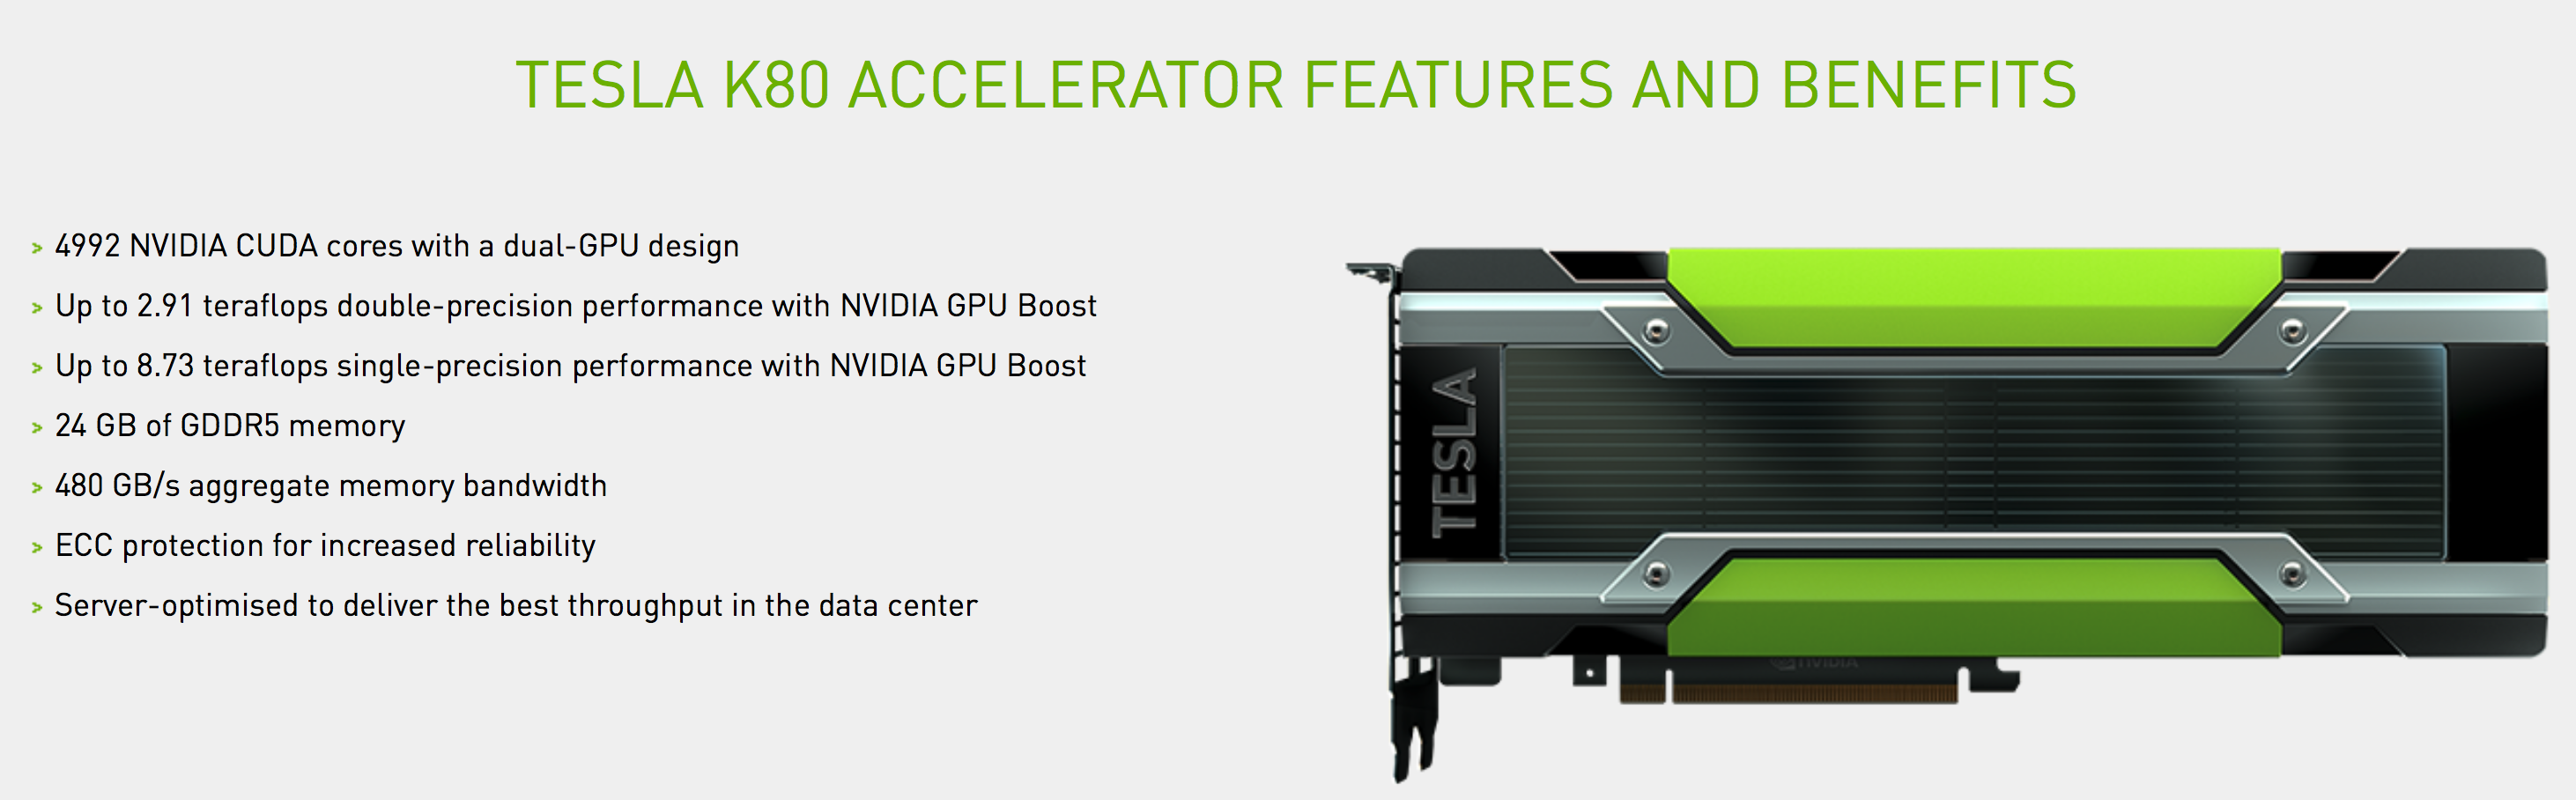 TESLA K80 ACCELERATOR FEATURES AND BENEFITS
> 4992 NVIDIA CUDA cores with a dual-GPU design
> Up to 2.91 teraflops double-precision performance with NVIDIA GPU Boost
> Up to 8.73 teraflops single-precision performance with NVIDIA GPU Boost
> 24 GB of GDDR5 memory
> 480 GB/s aggregate memory bandwidth
> ECC protection for increased reliability
> Server-optimised to deliver the best throughput in the data center
TESLA
NVIDIA